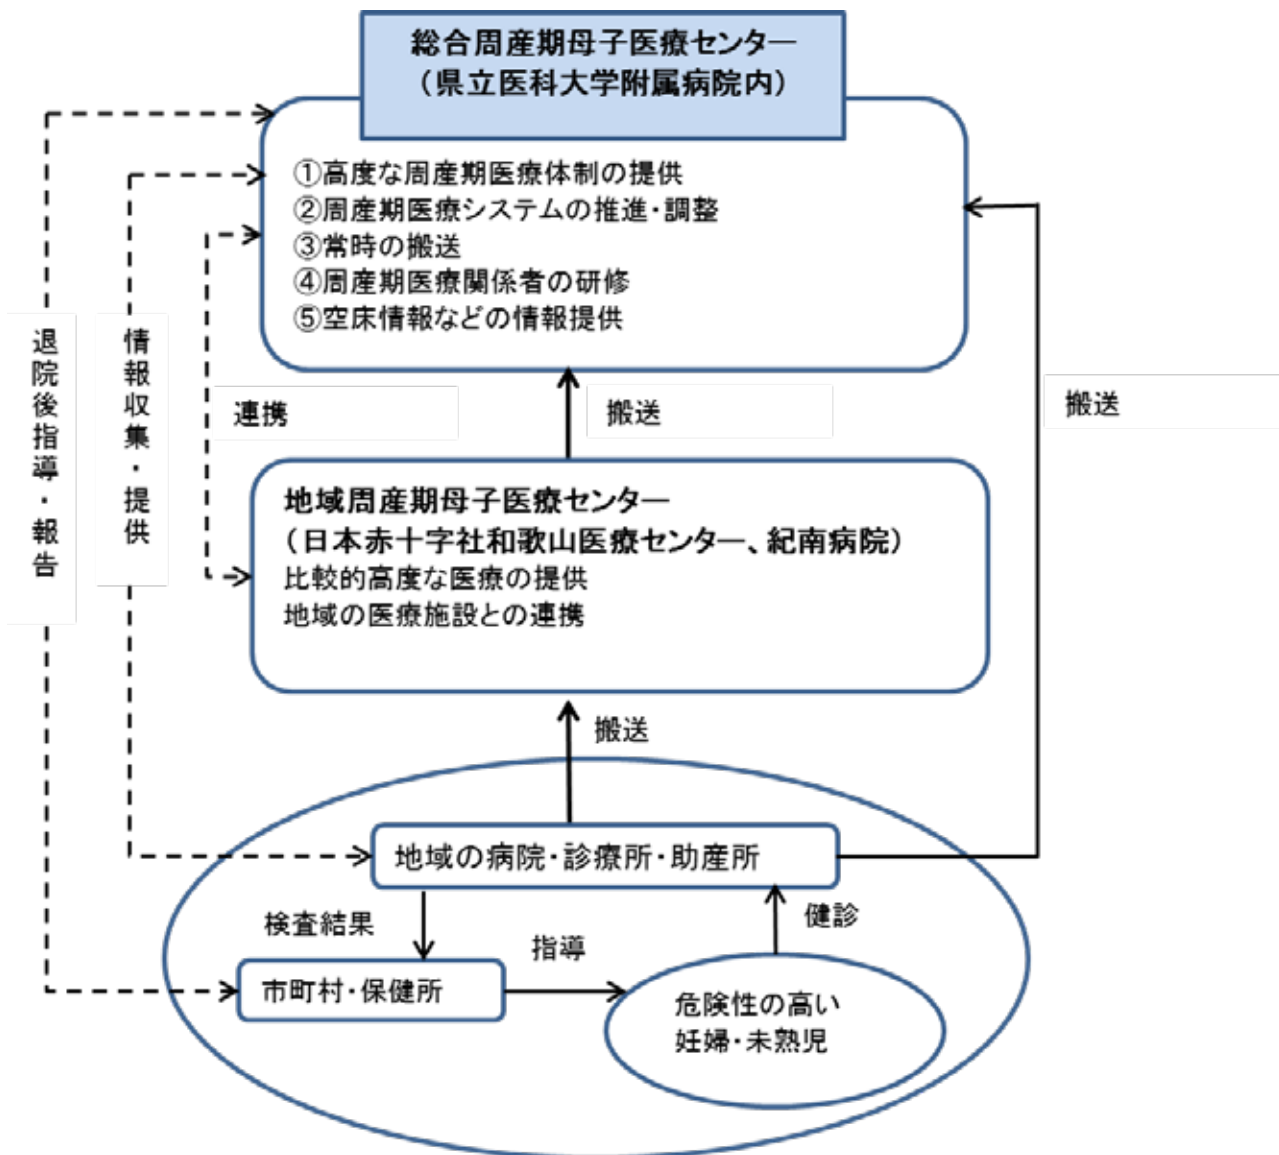 総合周産期母子医療センター
（県立医科大学附属病院内）
①高度な周産期医療体制の提供
②周産期医療システムの推進・調整
③常時の搬送
④周産期医療関係者の研修
⑤空床情報などの情報提供
退院後指導・報告
情報収集・提供
連携
搬送
搬送
地域周産期母子医療センター
（日本赤十字社和歌山医療センター、紀南病院）
比較的高度な医療の提供
地域の医療施設との連携
搬送
地域の病院・診療所・助産所
検査結果
健診
指導
市町村・保健所
危険性の高い
妊婦・未熟児